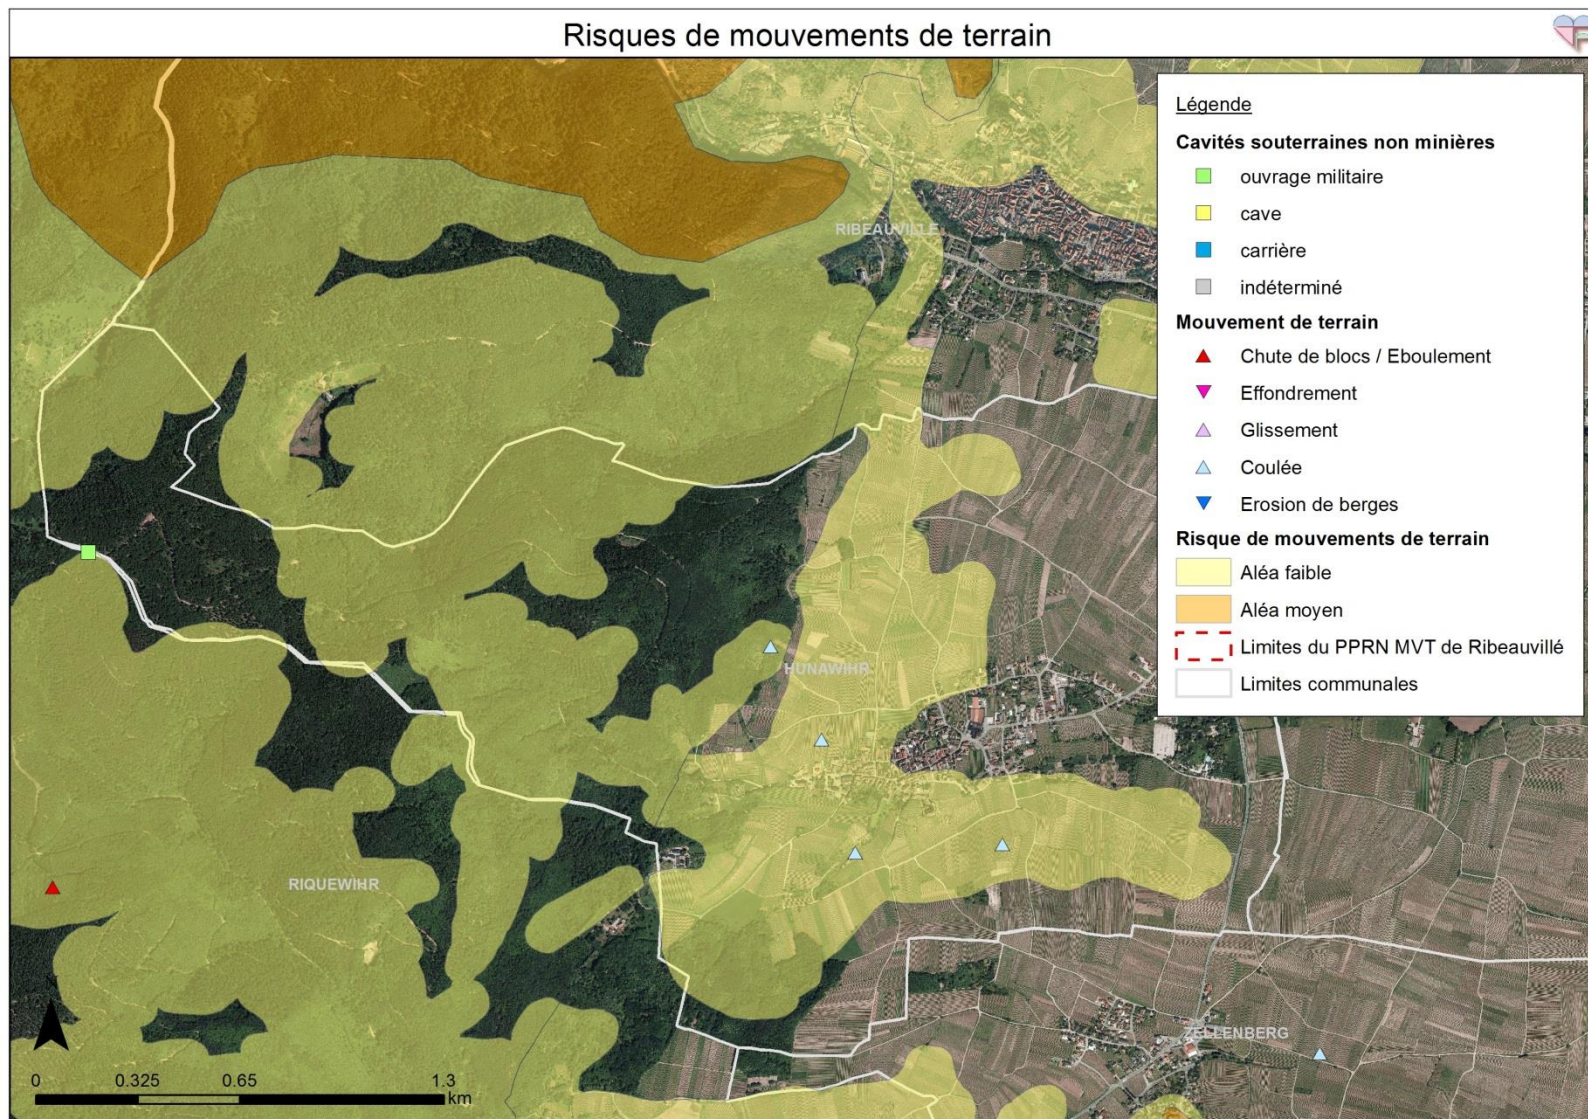 Risques de mouvements de terrain
Légende
Cavités souterraines non minières
ouvrage militaire
cave
carrière
indéterminé
Mouvement de terrain
Chute de blocs / Eboulement
Effondrement
Glissement
Coulée
Erosion de berges
Risque de mouvements de terrain
Aléa faible
Aléa moyen
Limites du PPRN MVT de Ribeauvillé
Limites communales
RIBEAUVILLE
HUNAWIHR
RIQUEWIHR
ZELLENBERG
N
0 0.325 0.65 1.3
km